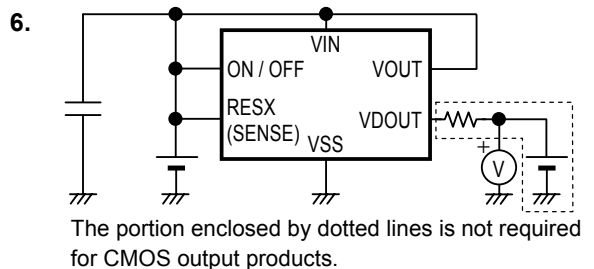 6.
VIN
ON / OFF
VOUT
RESX
(SENSE)
VDOUT
VSS
+
V
The portion enclosed by dotted lines is not required
for CMOS output products.